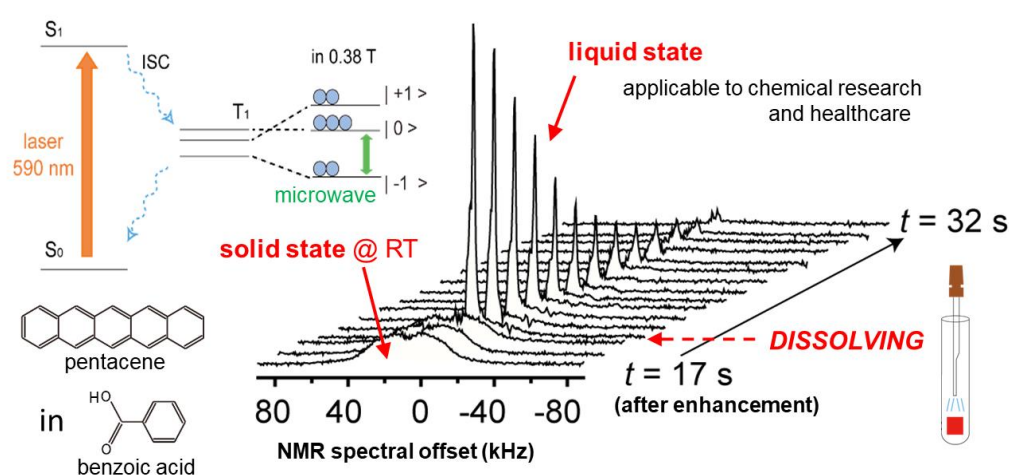 S1
ISC
T1
in 0.38 T
| +1 >
| 0 >
| -1 >
laser
590 nm
microwave
S0
liquid state
applicable to chemical research
and healthcare
solid state @ RT
t = 32 s
DISSOLVING
t = 17 s
(after enhancement)
80 40 0 -40 -80
NMR spectral offset (kHz)
pentacene
in
HO
O
benzoic acid